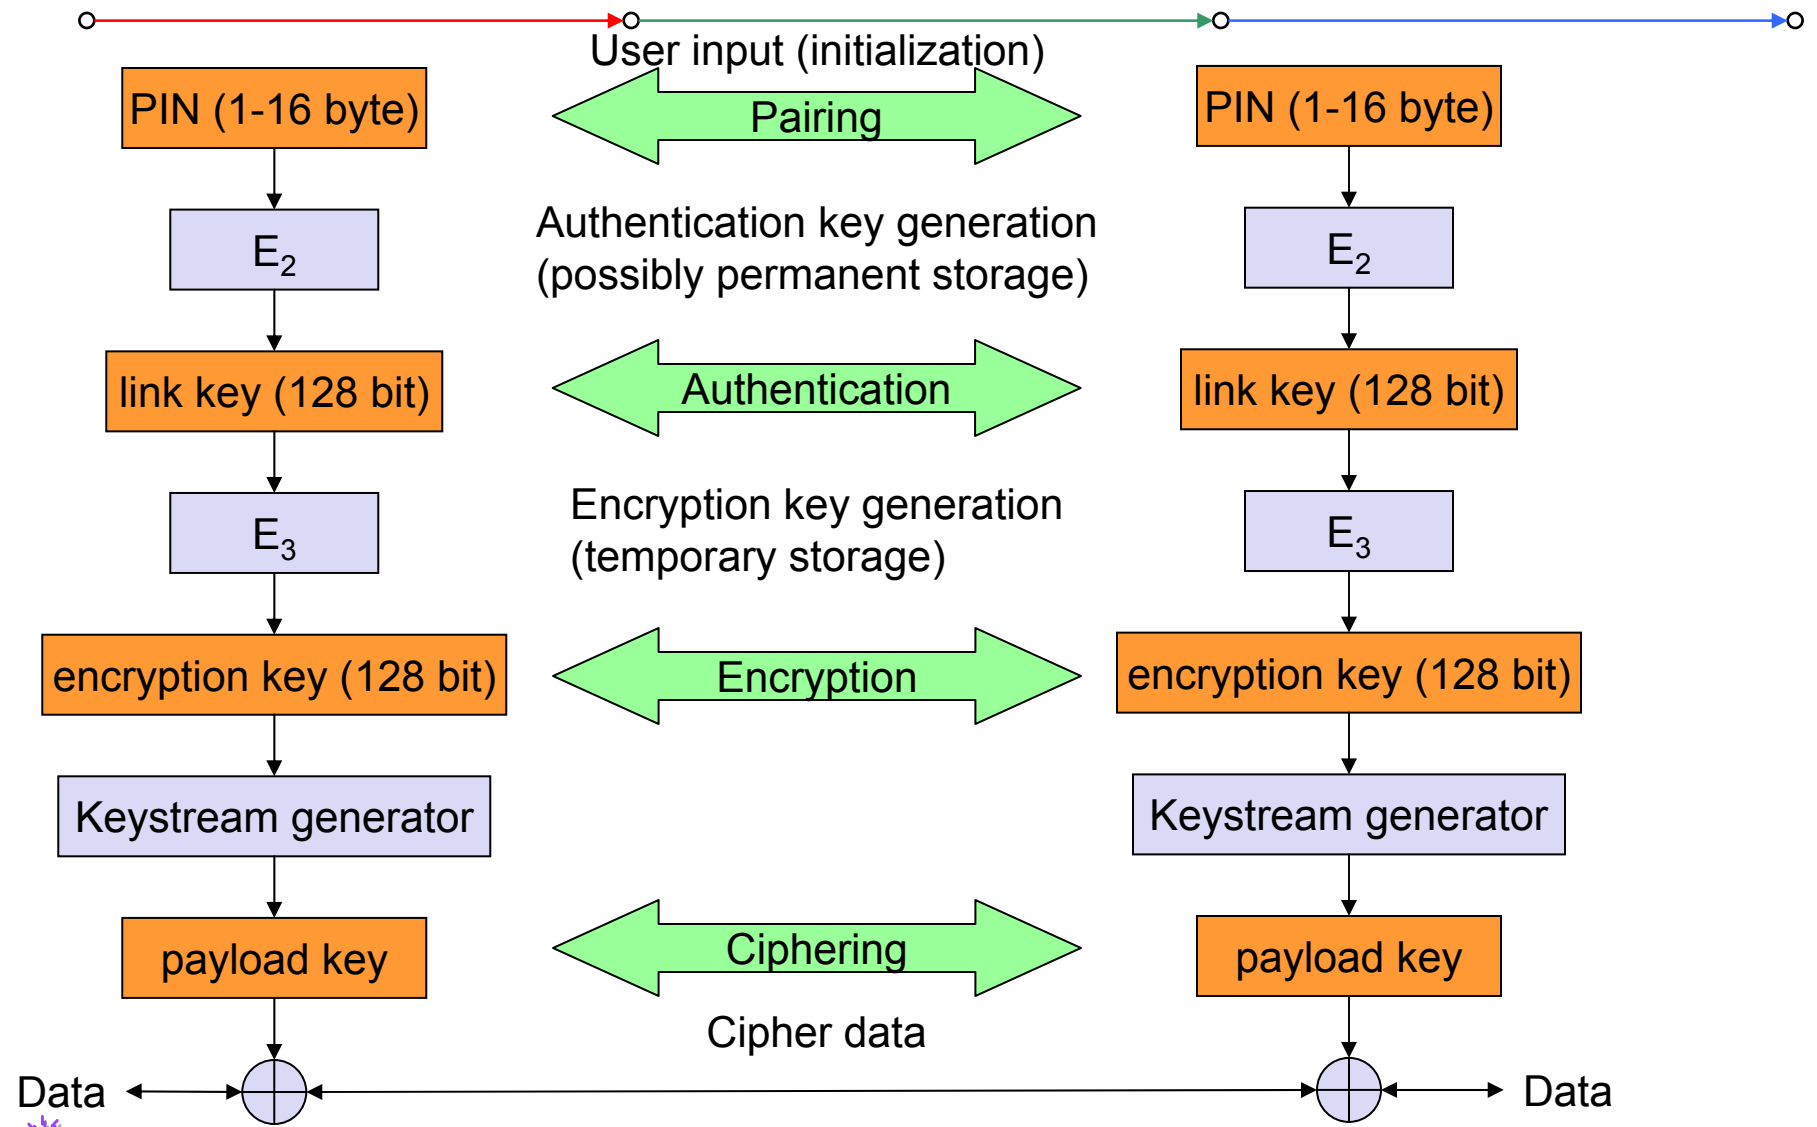 User input (initialization)
PIN (1-16 byte)
Pairing
PIN (1-16 byte)
E2
Authentication key generation
(possibly permanent storage)
E2
link key (128 bit)
Authentication
link key (128 bit)
E3
Encryption key generation
(temporary storage)
E3
encryption key (128 bit)
Encryption
encryption key (128 bit)
Keystream generator
Keystream generator
payload key
Ciphering
payload key
Cipher data
Data
Data